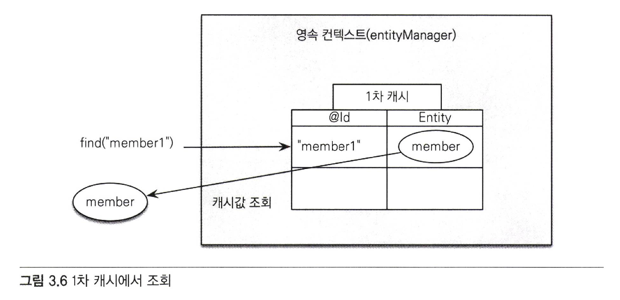 영속 컨텍스트(entityManager)
1차 캐시
@Id
Entity
find("member1")
"member1"
member
member
캐시값 조회
그림 3.6 1차 캐시에서 조회